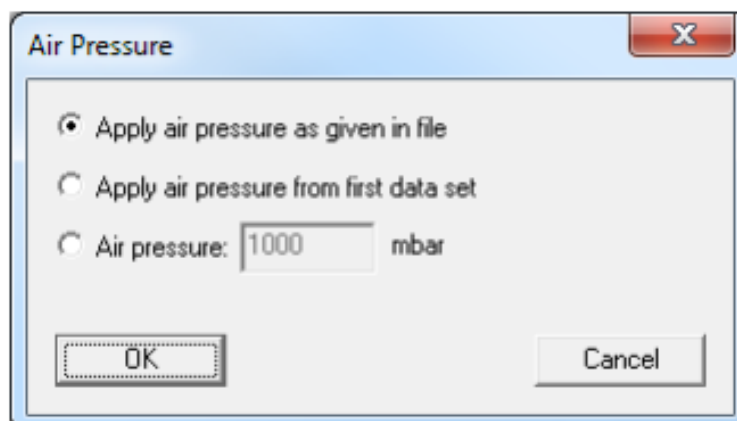 Air Pressure
Apply air pressure as given in file
Apply air pressure from first data set
Air pressure: 1000 mbar
OK Cancel